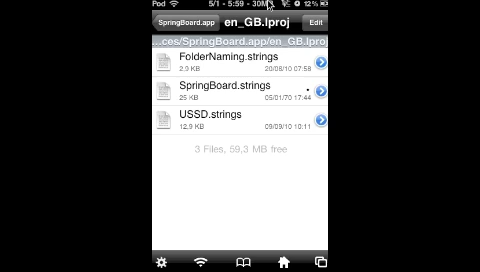 Pod 5/1 - 5:59 - 30M 12%
SpringBoard.app en_GB.lproj Edit
...ces/SpringBoard.app/en_GB.lproj
FolderNaming.strings
2,9 KB 20/08/10 07:58
SpringBoard.strings
25 KB 05/01/70 17:44
USSD.strings
12,9 KB 09/09/10 10:11
3 Files, 59,3 MB free